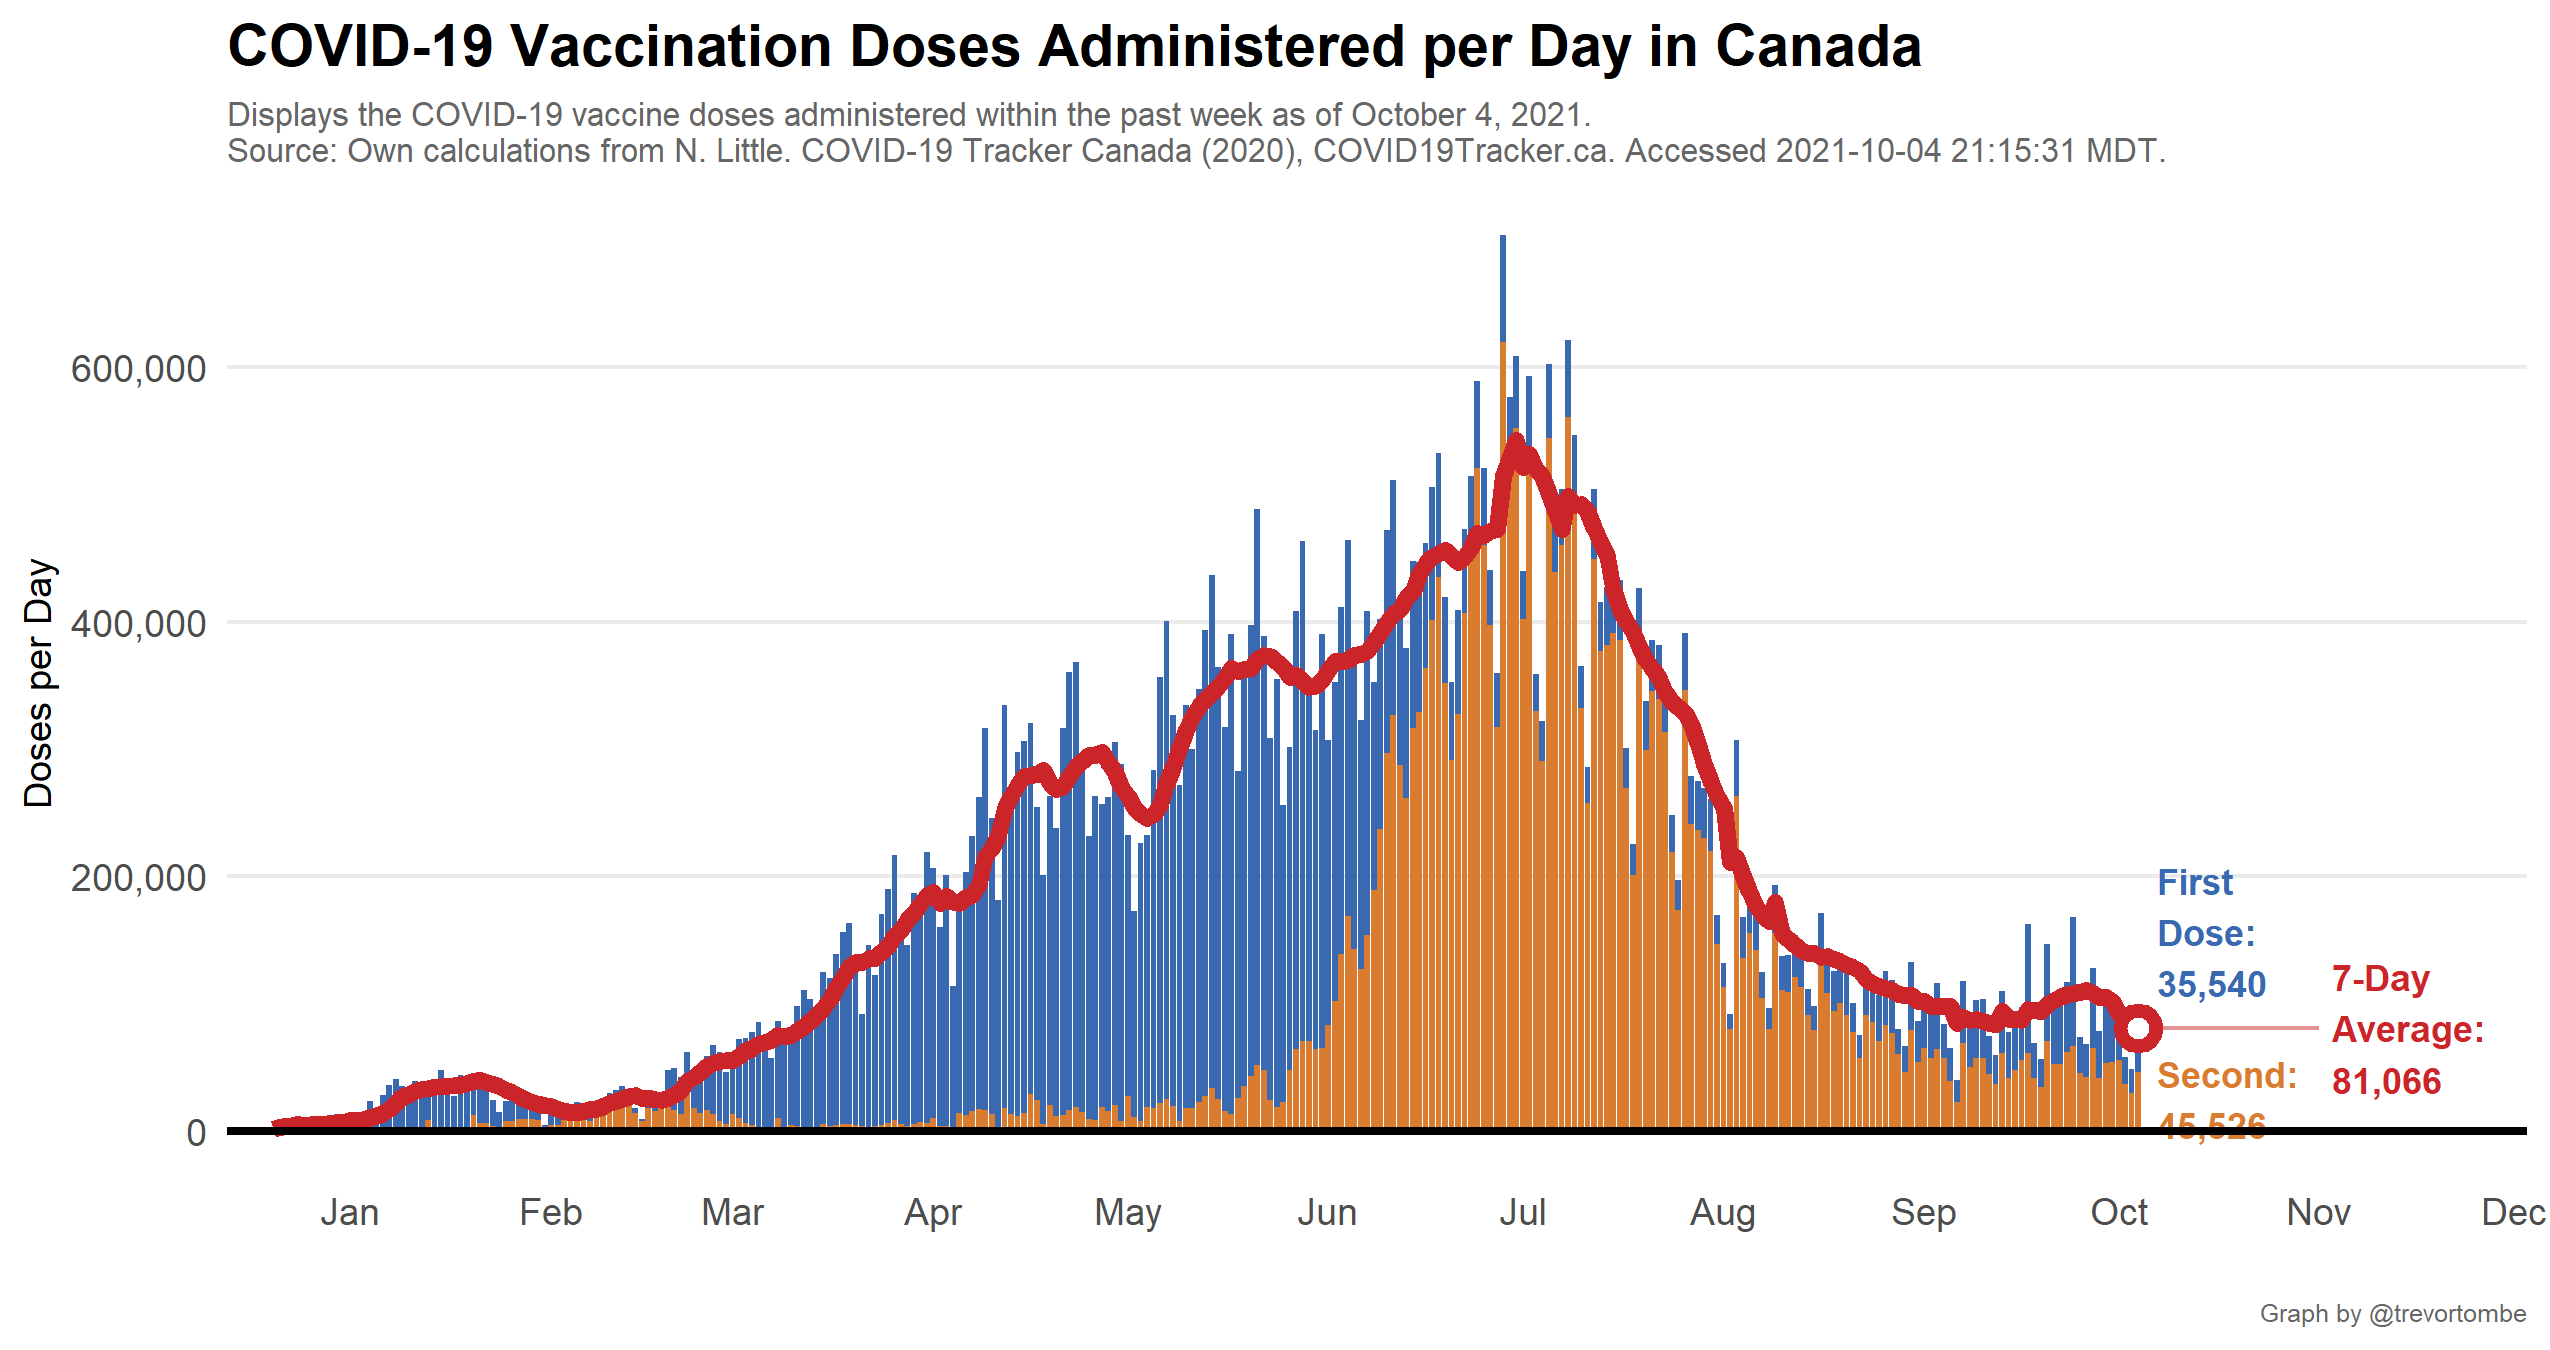 COVID-19 Vaccination Doses Administered per Day in Canada
Displays the COVID-19 vaccine doses administered within the past week as of October 4, 2021.
Source: Own calculations from N. Little. COVID-19 Tracker Canada (2020), COVID19Tracker.ca. Accessed 2021-10-04 21:15:31 MDT.
Doses per Day
600,000
400,000
200,000
0
First
Dose:
35,540
7-Day
Average:
81,066
Second:
45,526
Jan Feb Mar Apr May Jun Jul Aug Sep Oct Nov Dec
Graph by @trevortombe